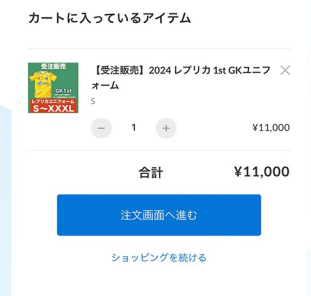 カートに入っているアイテム
受注販売
GK1st
レプリカユニフォーム
S〜XXXL
【受注販売】2024 レプリカ 1st GKユニフ
ォーム
S
1
¥11,000
合計
¥11,000
注文画面へ進む
ショッピングを続ける